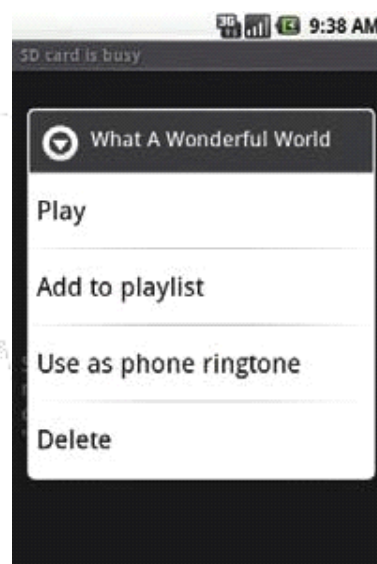 3G 9:38 AM
SD card is busy
What A Wonderful World
Play
Add to playlist
Use as phone ringtone
Delete